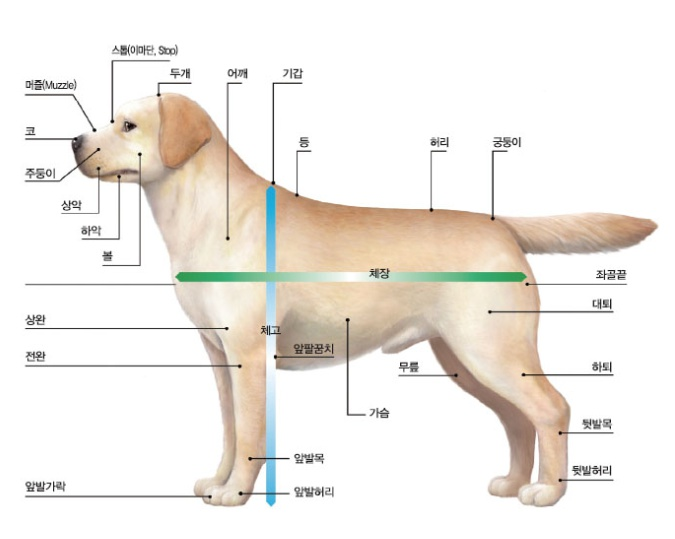 스톱(이마단, Stop)
두개
어깨
기갑
머즐(Muzzle)
코
등
허리
궁둥이
주둥이
상악
하악
볼
체장
좌골끝
대퇴
상완
체고
앞팔꿈치
전완
무릎
하퇴
가슴
뒷발목
앞발목
뒷발허리
앞발가락
앞발허리